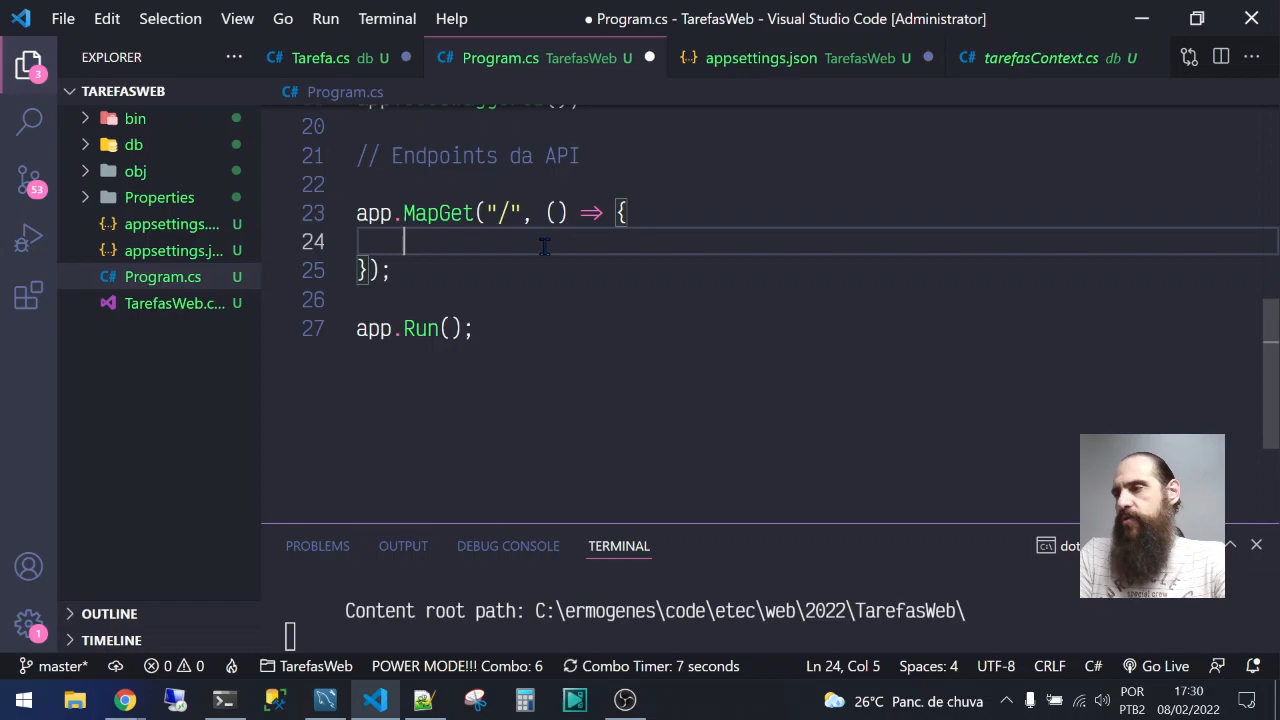 File Edit Selection View Go Run Terminal Help
● Program.cs - TarefasWeb - Visual Studio Code [Administrator]
3
53
1
EXPLORER
TAREFASWEB
bin
db
obj
Properties
appsettings.... U
appsettings.j... U
C# Program.cs U
TarefasWeb.c... U
OUTLINE
TIMELINE
C# Tarefa.cs db U
C# Program.cs TarefasWeb U
{} appsettings.json TarefasWeb U
C# tarefasContext.cs db U
C# Program.cs
20
21 // Endpoints da API
22
23 app.MapGet("/", () => {
24
25 });
26
27 app.Run();
PROBLEMS OUTPUT DEBUG CONSOLE TERMINAL
Content root path: C:\ermogenes\code\etec\web\2022\TarefasWeb\
master* 0 0 TarefasWeb POWER MODE!!! Combo: 6 Combo Timer: 7 seconds Ln 24, Col 5 Spaces: 4 UTF-8 CRLF C# Go Live
26°C Panc. de chuva
POR
PTB2
17:30
08/02/2022